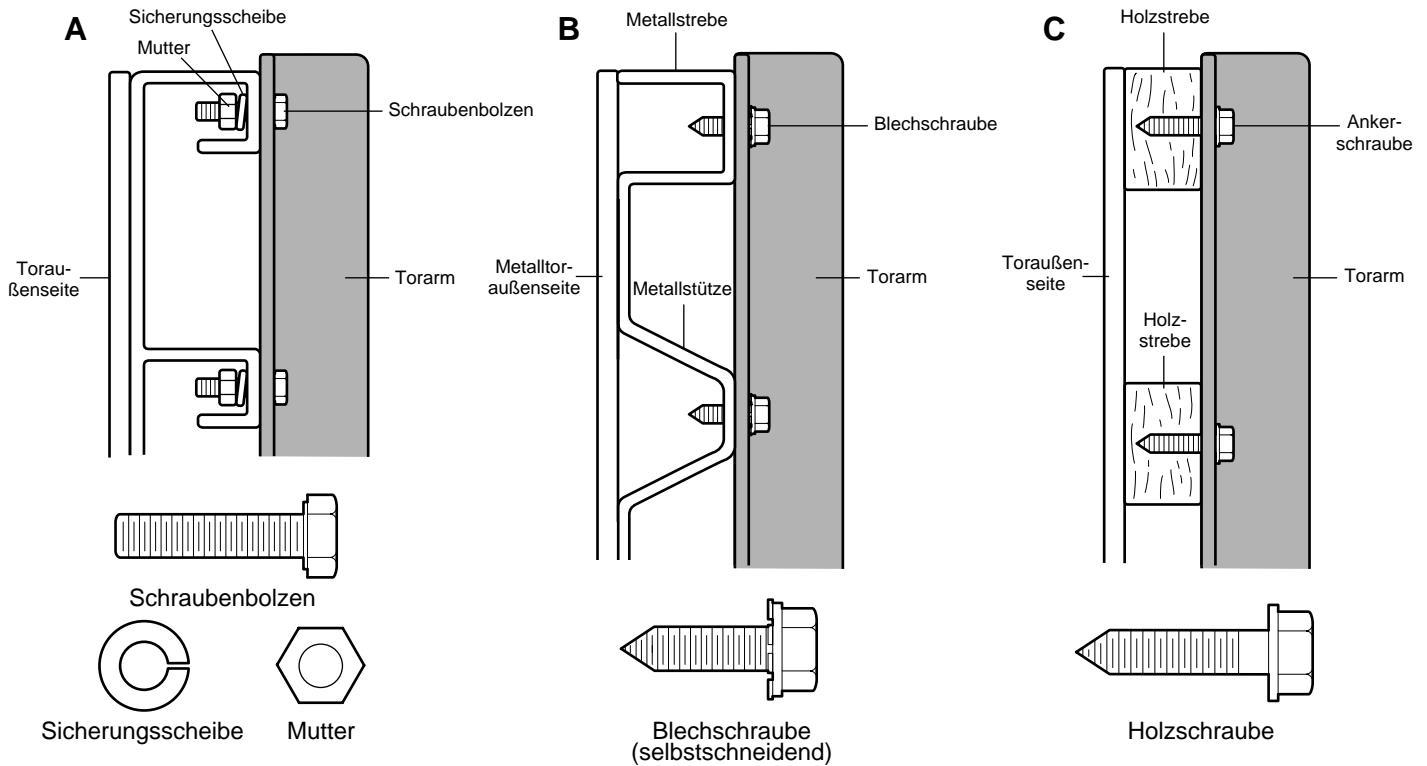 A
Sicherungsscheibe
Mutter
Schraubenbolzen
Torau-
ßenseite
Torarm
Schraubenbolzen
Sicherungsscheibe
Mutter
B
Metallstrebe
Blechschraube
Metalltor-
außenseite
Metallstütze
Torarm
Blechschraube
(selbstschneidend)
C
Holzstrebe
Anker-
schraube
Toraußen-
seite
Torarm
Holz-
strebe
Holzschraube